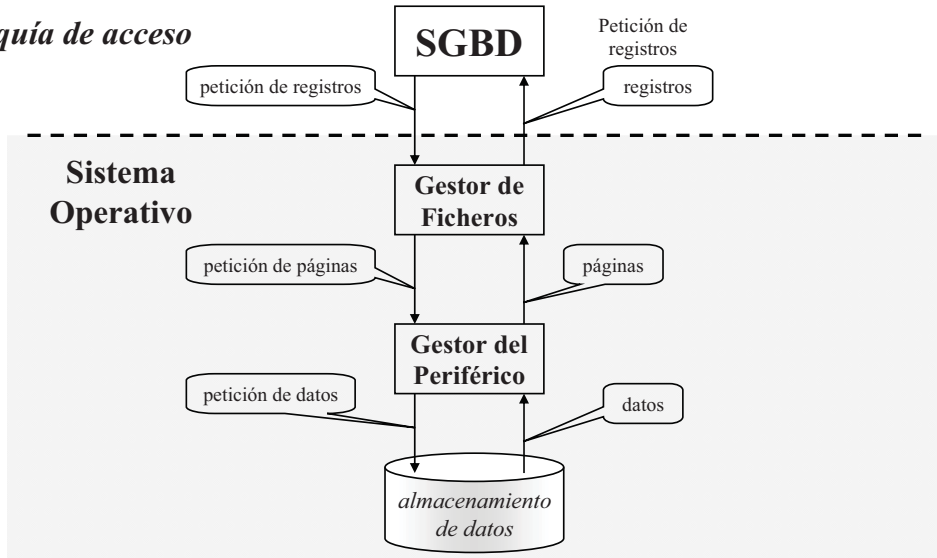 quía de acceso
SGBD
Petición de
registros
petición de registros
registros
Sistema
Operativo
Gestor de
Ficheros
petición de páginas
páginas
Gestor del
Periférico
petición de datos
datos
almacenamiento
de datos